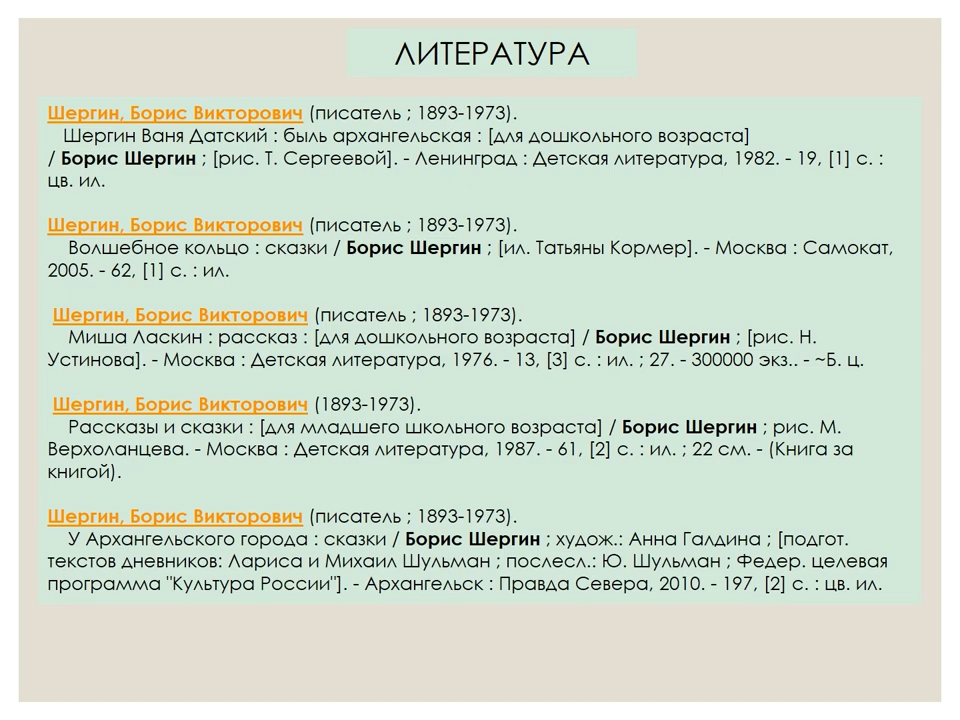 ЛИТЕРАТУРА
Шергин, Борис Викторович (писатель ; 1893-1973).
Шергин Ваня Датский : быль архангельская : [для дошкольного возраста]
/ Борис Шергин ; [рис. Т. Сергеевой]. - Ленинград : Детская литература, 1982. - 19, [1] с. :
цв. ил.
Шергин, Борис Викторович (писатель ; 1893-1973).
Волшебное кольцо : сказки / Борис Шергин ; [ил. Татьяны Кормер]. - Москва : Самокат,
2005. - 62, [1] с. : ил.
Шергин, Борис Викторович (писатель ; 1893-1973).
Миша Ласкин : рассказ : [для дошкольного возраста] / Борис Шергин ; [рис. Н.
Устинова]. - Москва : Детская литература, 1976. - 13, [3] с. : ил. ; 27. - 300000 экз.. - ~Б. ц.
Шергин, Борис Викторович (1893-1973).
Рассказы и сказки : [для младшего школьного возраста] / Борис Шергин ; рис. М.
Верхоланцева. - Москва : Детская литература, 1987. - 61, [2] с. : ил. ; 22 см. - (Книга за
книгой).
Шергин, Борис Викторович (писатель ; 1893-1973).
У Архангельского города : сказки / Борис Шергин ; худож.: Анна Галдина ; [подгот.
текстов дневников: Лариса и Михаил Шульман ; послесл.: Ю. Шульман ; Федер. целевая
программа "Культура России"]. - Архангельск : Правда Севера, 2010. - 197, [2] с. : цв. ил.